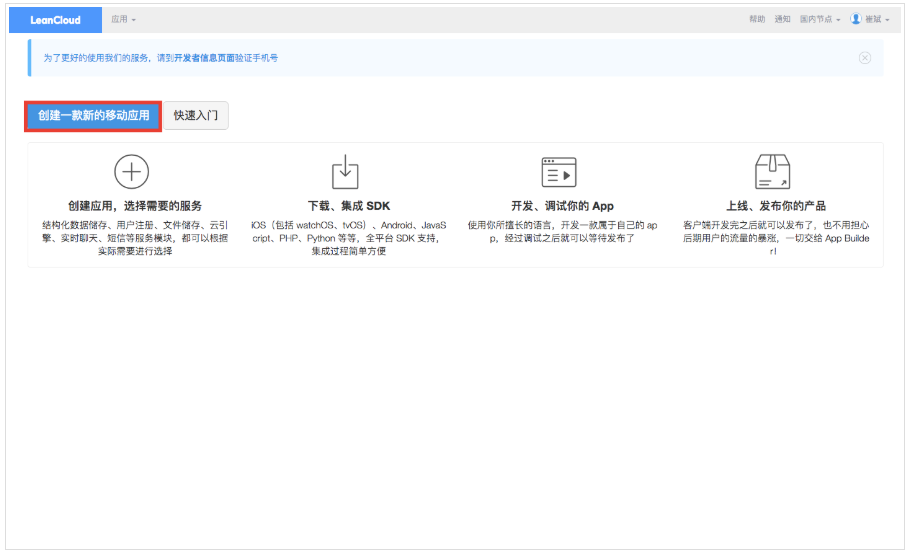 LeanCloud 应用 帮助 通知 国内节点 崔斌
为了更好的使用我们的服务，请到开发者信息页面验证手机号
创建一款新的移动应用 快速入门
创建应用，选择需要的服务
结构化数据储存、用户注册、文件储存、云引
擎、实时聊天、短信等服务模块，都可以根据
实际需要进行选择
下载、集成 SDK
iOS（包括 watchOS、tvOS）、Android、JavaS
cript、PHP、Python 等等，全平台 SDK 支持，
集成过程简单方便
开发、调试你的 App
使用你所擅长的语言，开发一款属于自己的 ap
p，经过调试之后就可以等待发布了
上线、发布你的产品
客户端开发完之后就可以发布了，也不用担心
后期用户的流量的暴涨，一切交给 App Builde
r!